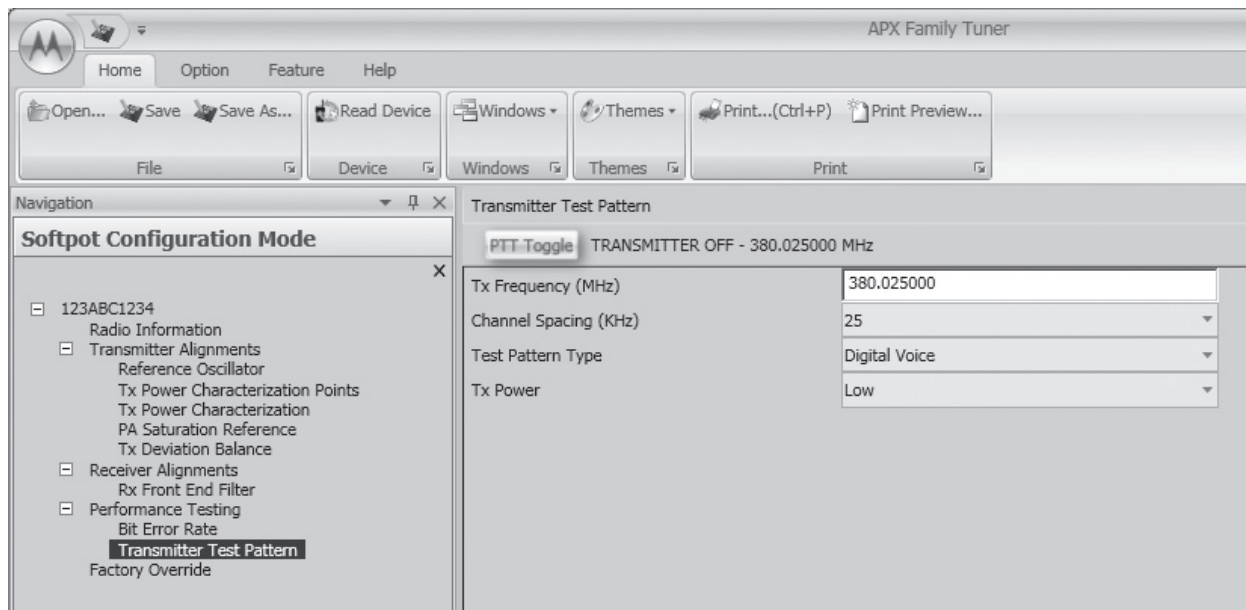 APX Family Tuner
Home Option Feature Help
Open... Save Save As... Read Device Windows Themes Print...(Ctrl+P) Print Preview...
File Device Windows Themes Print
Navigation
Softpot Configuration Mode
123ABC1234
Radio Information
Transmitter Alignments
Reference Oscillator
Tx Power Characterization Points
Tx Power Characterization
PA Saturation Reference
Tx Deviation Balance
Receiver Alignments
Rx Front End Filter
Performance Testing
Bit Error Rate
Transmitter Test Pattern
Factory Override
Transmitter Test Pattern
PTT Toggle TRANSMITTER OFF - 380.025000 MHz
Tx Frequency (MHz) 380.025000
Channel Spacing (KHz) 25
Test Pattern Type Digital Voice
Tx Power Low